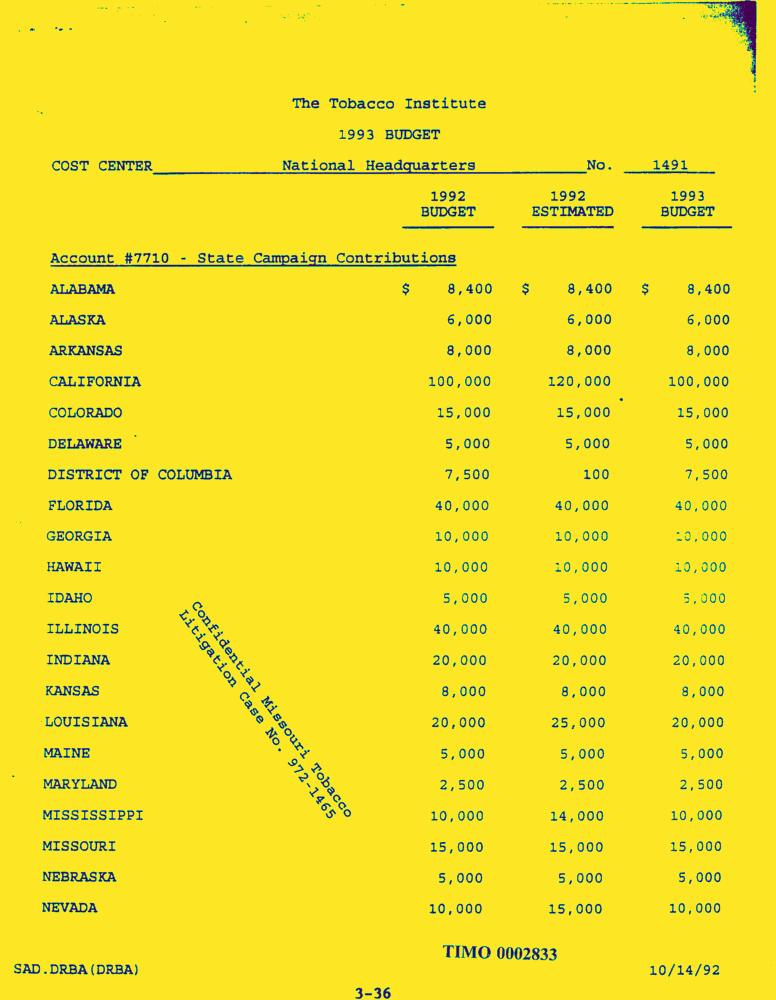 The Tobacco Institute
1993 BUDGET
COST CENTER National Headquarters No. 1491
1992 1992 1993
BUDGET ESTIMATED BUDGET
Account #7710 - State Campaign Contributions
ALABAMA $ 8,400 $ 8,400 $ 8,400
ALASKA 6,000 6,000 6,000
ARKANSAS 8,000 8,000 8,000
CALIFORNIA 100,000 120,000 100,000
COLORADO 15,000 15,000 15,000
DELAWARE 5,000 5,000 5,000
DISTRICT OF COLUMBIA 7,500 100 7,500
FLORIDA 40,000 40,000 40,000
GEORGIA 10,000 10,000 10,000
HAWAII 10,000 10,000 10,000
IDAHO 5,000 5,000 5,000
ILLINOIS 40,000 40,000 40,000
INDIANA 20,000 20,000 20,000
KANSAS 8,000 8,000 8,000
LOUISIANA 20,000 25,000 20,000
MAINE 5,000 5,000 5,000
MARYLAND 2,500 2,500 2,500
MISSISSIPPI 10,000 14,000 10,000
MISSOURI 15,000 15,000 15,000
NEBRASKA 5,000 5,000 5,000
NEVADA 10,000 15,000 10,000
Confidential Missouri Tobacco
Litigation Case No. 972-1465
TIMO 0002833
SAD.DRBA(DRBA) 10/14/92
3-36